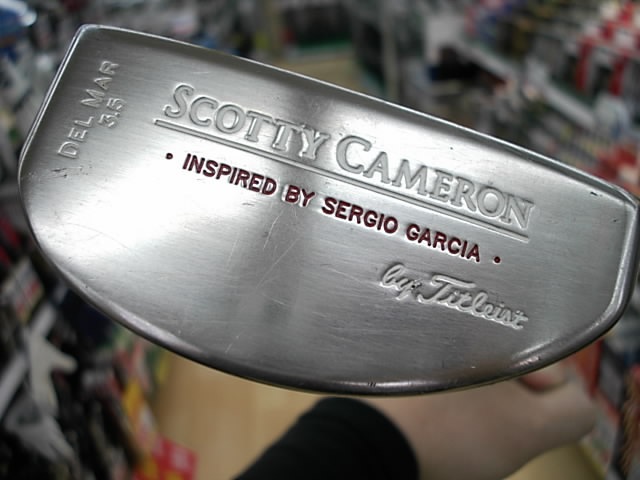 DEL MAR
3.5
SCOTTY CAMERON
• INSPIRED BY SERGIO GARCIA •
by Titleist